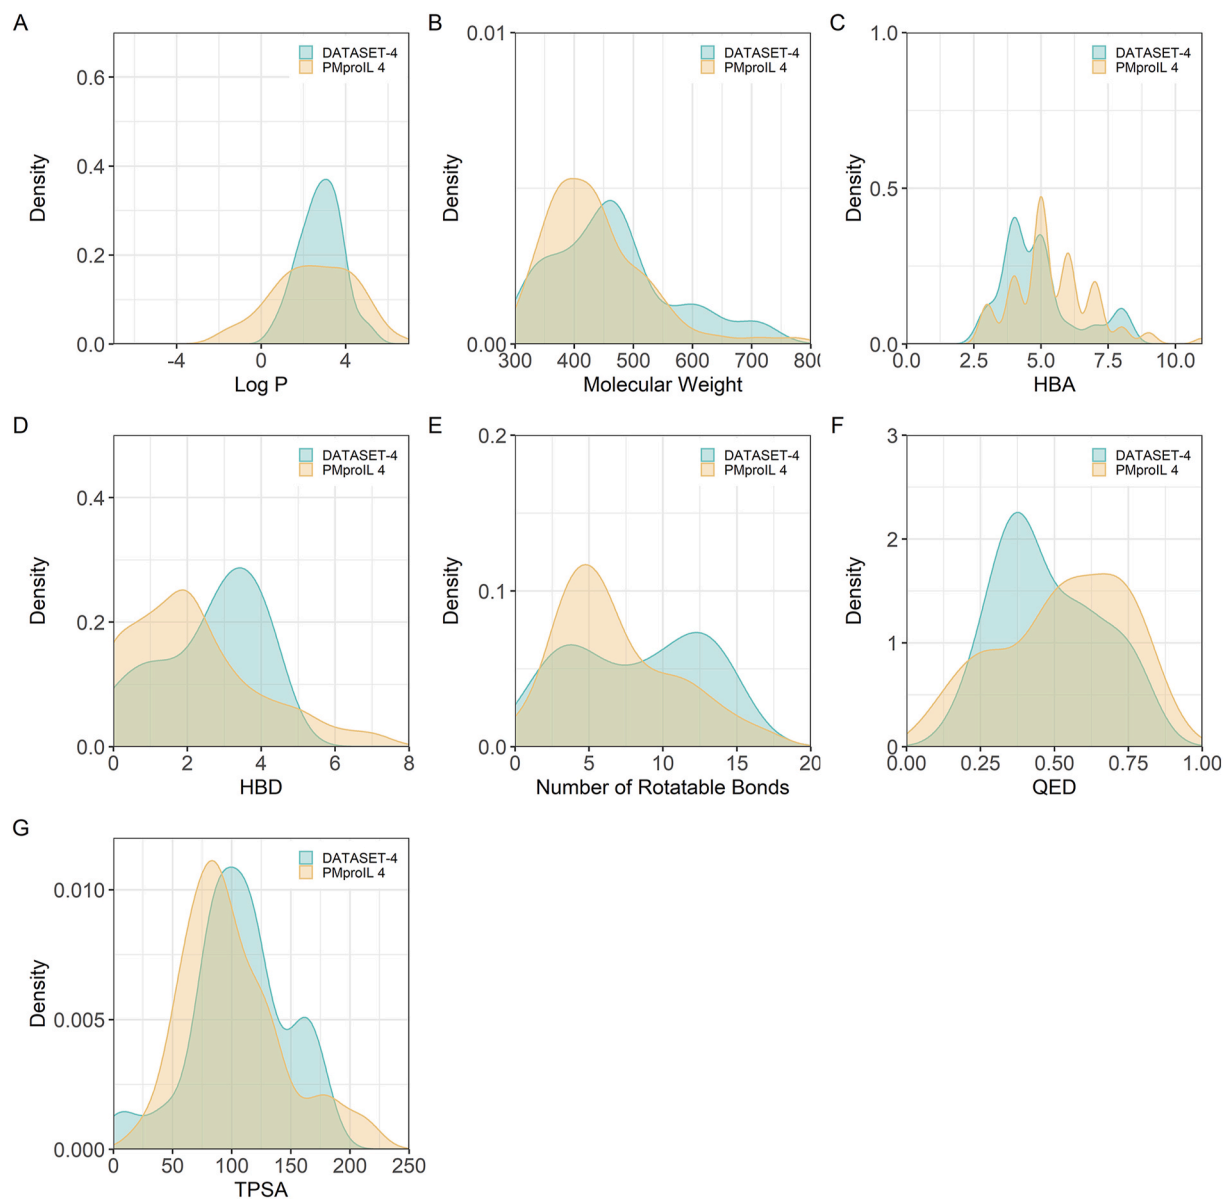 A
DATASET-4
PMproIL 4
0.6
0.4
0.2
0.0
Density
-4 0 4
Log P
B
DATASET-4
PMproIL 4
0.01
0.00
Density
300 400 500 600 700 800
Molecular Weight
C
DATASET-4
PMproIL 4
1.0
0.5
0.0
Density
0.0 2.5 5.0 7.5 10.0
HBA
D
DATASET-4
PMproIL 4
0.4
0.2
0.0
Density
0 2 4 6 8
HBD
E
DATASET-4
PMproIL 4
0.2
0.1
0.0
Density
0 5 10 15 20
Number of Rotatable Bonds
F
DATASET-4
PMproIL 4
3
2
1
0
Density
0.00 0.25 0.50 0.75 1.00
QED
G
DATASET-4
PMproIL 4
0.010
0.005
0.000
Density
0 50 100 150 200 250
TPSA